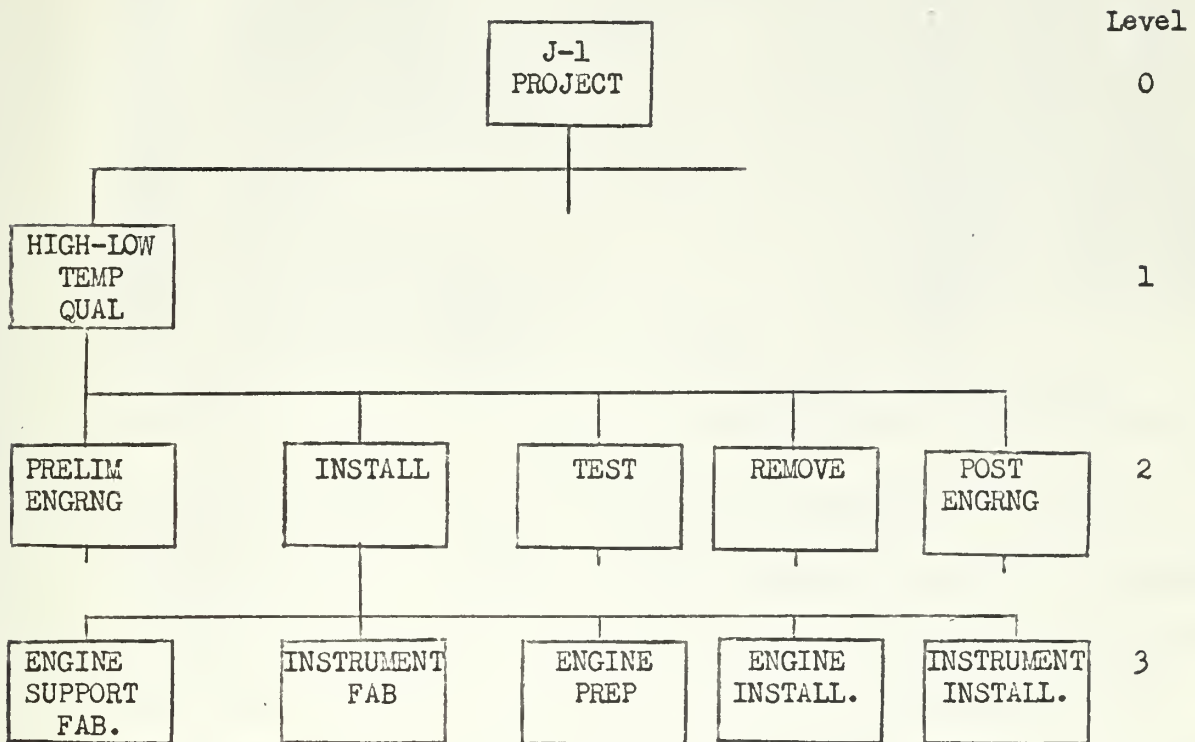 Level
J-1
PROJECT
0
HIGH-LOW
TEMP
QUAL
1
PRELIM
ENGRNG
INSTALL
TEST
REMOVE
POST
ENGRNG
2
ENGINE
SUPPORT
FAB.
INSTRUMENT
FAB
ENGINE
PREP
ENGINE
INSTALL.
INSTRUMENT
INSTALL.
3